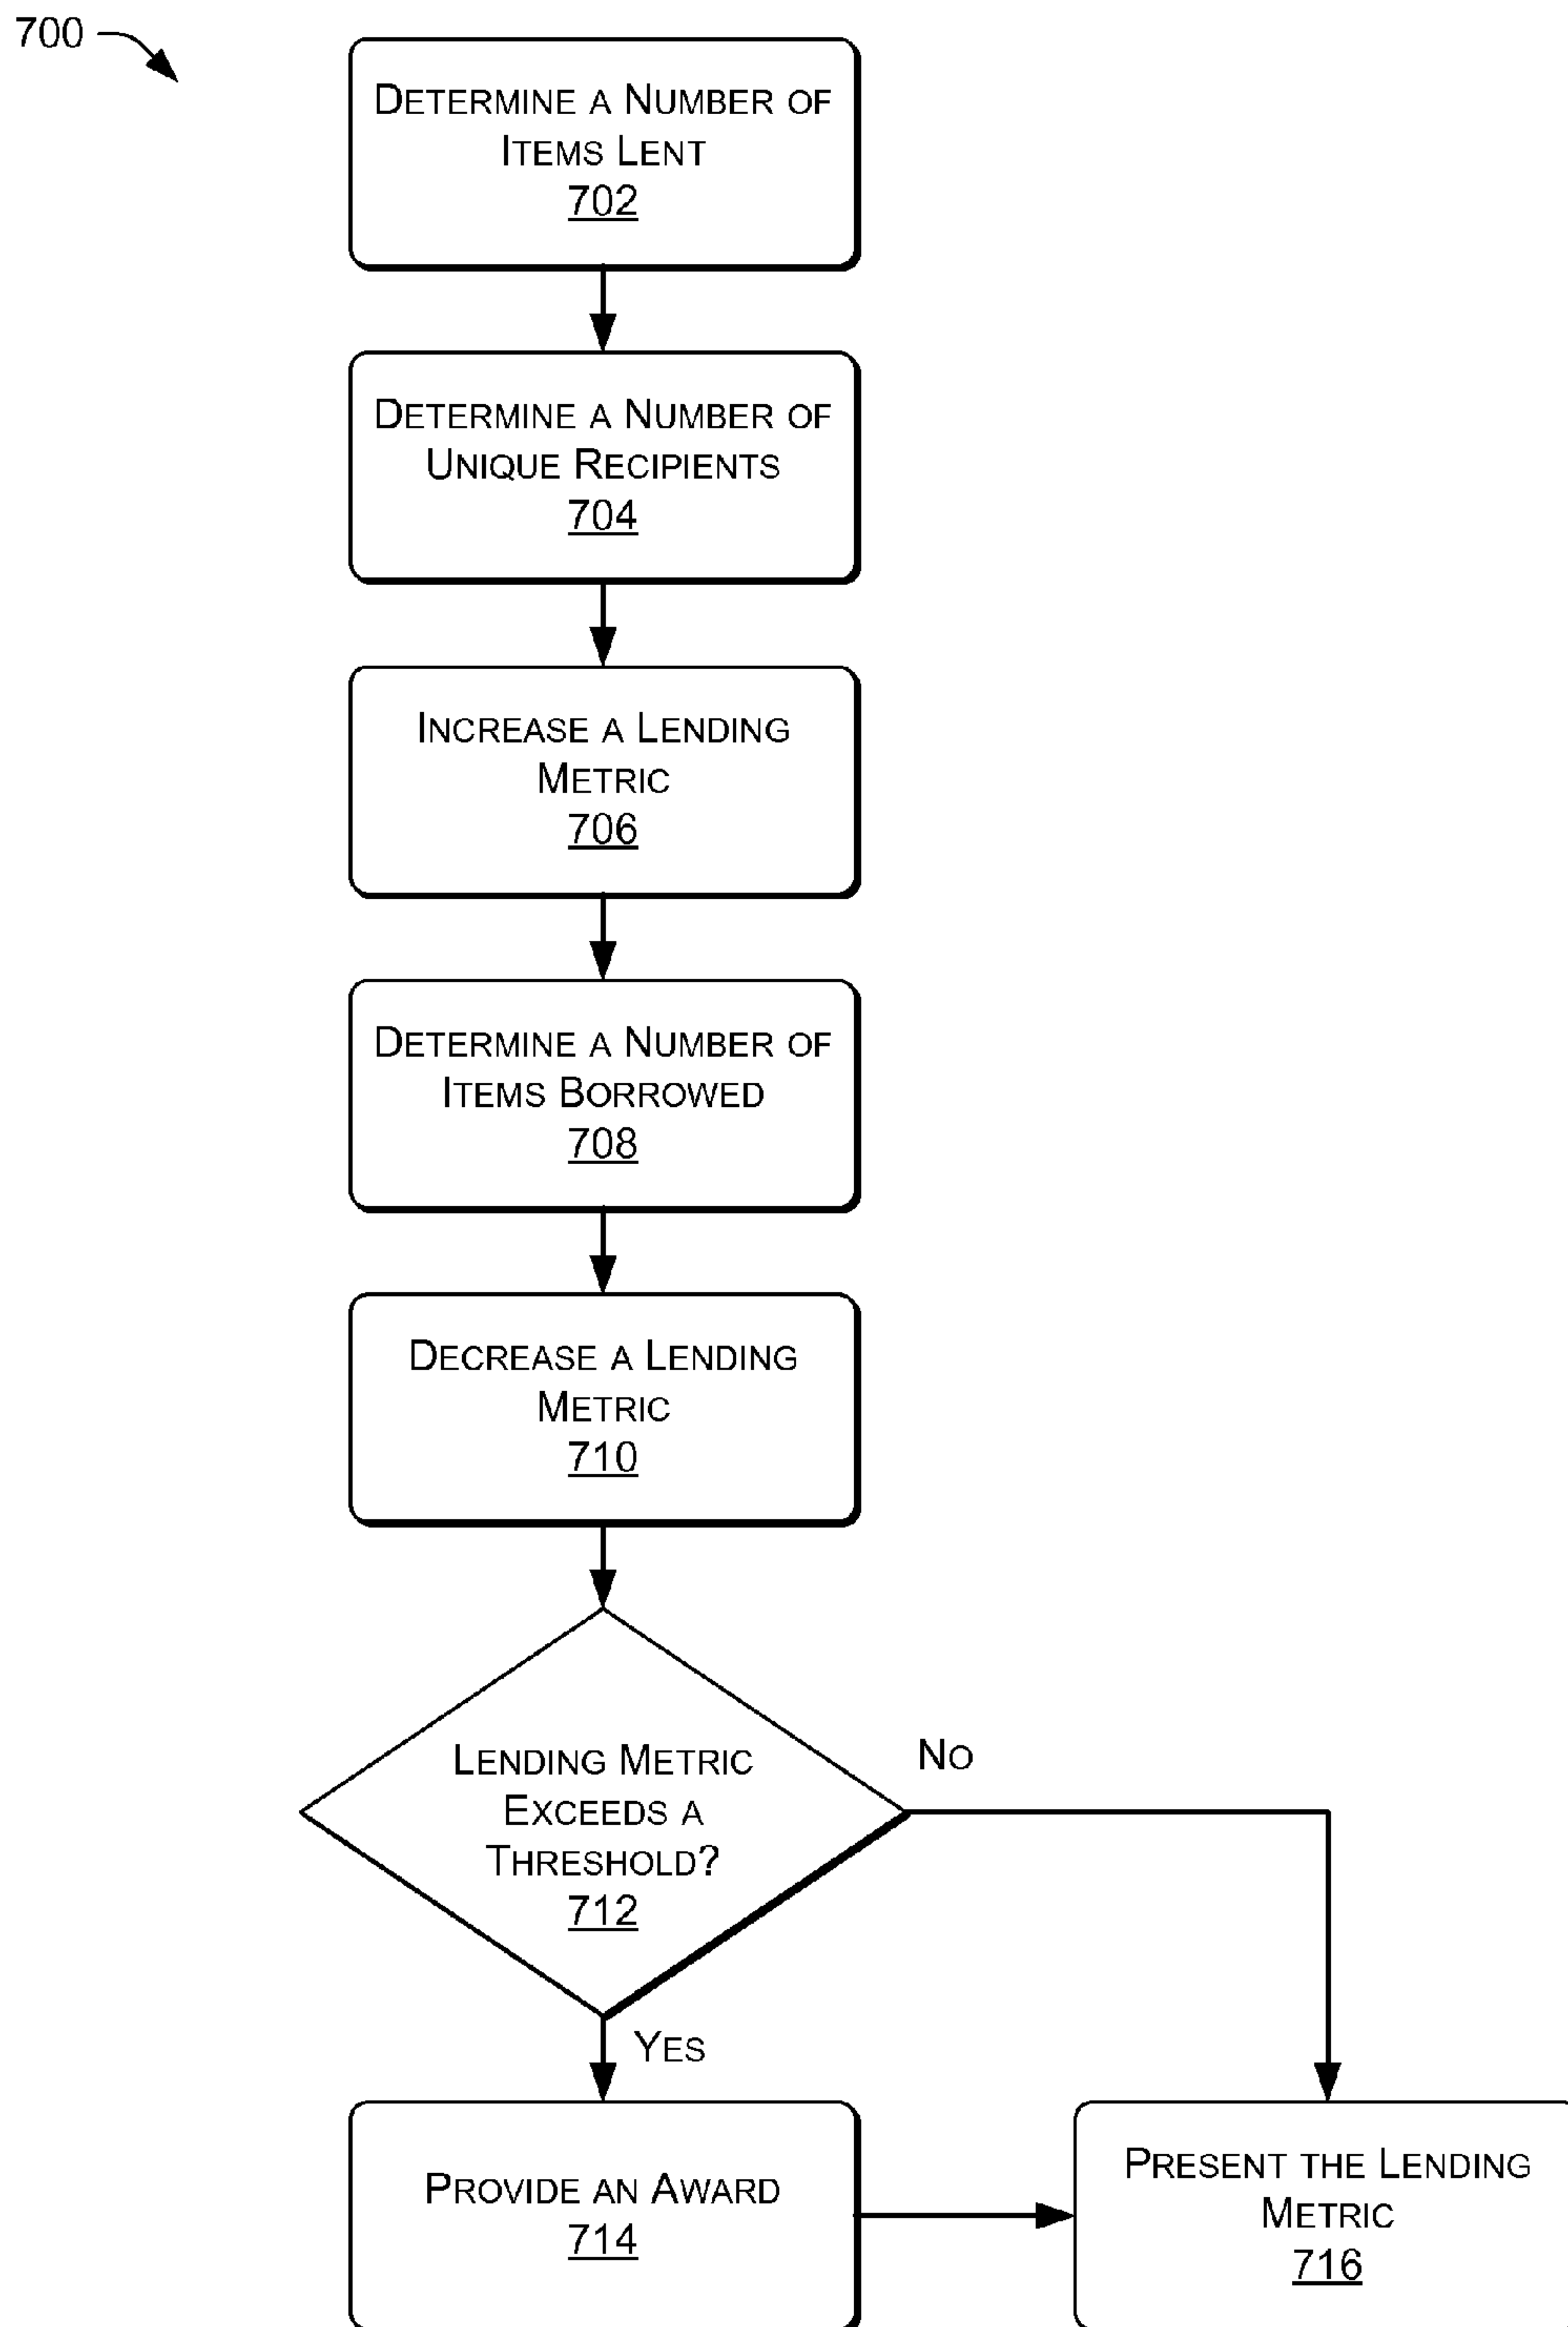 700
DETERMINE A NUMBER OF
ITEMS LENT
702
DETERMINE A NUMBER OF
UNIQUE RECIPIENTS
704
INCREASE A LENDING
METRIC
706
DETERMINE A NUMBER OF
ITEMS BORROWED
708
DECREASE A LENDING
METRIC
710
LENDING METRIC
EXCEEDS A
THRESHOLD?
712
NO
YES
PROVIDE AN AWARD
714
PRESENT THE LENDING
METRIC
716